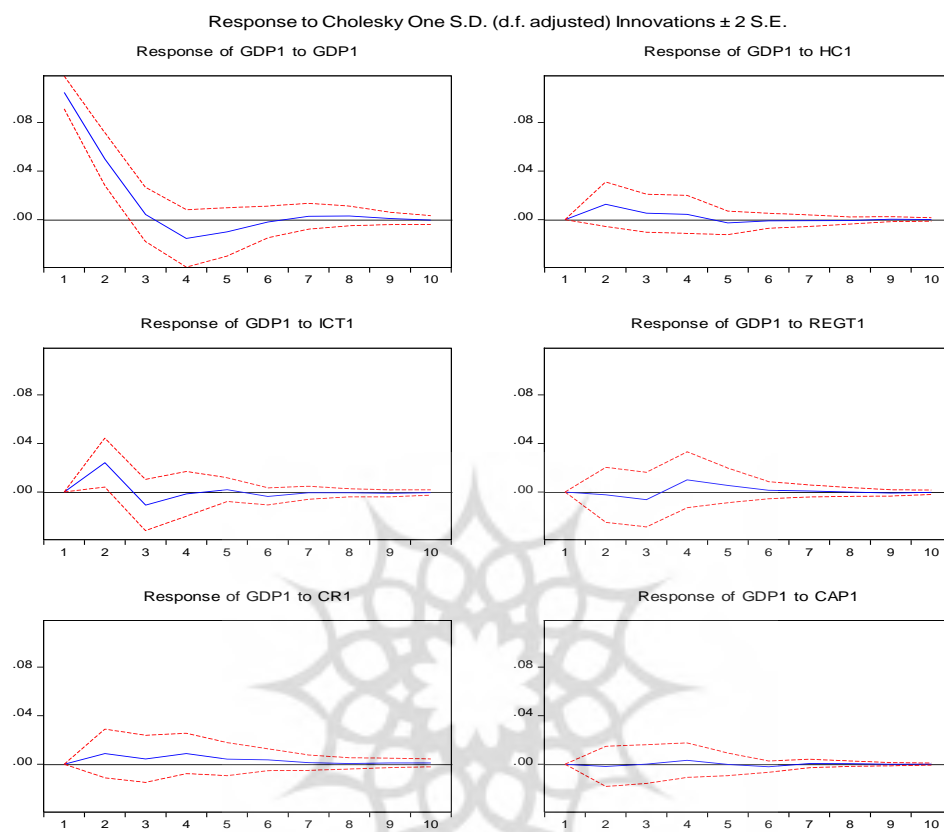 Response to Cholesky One S.D. (d.f. adjusted) Innovations ± 2 S.E.
Response of GDP1 to GDP1
.08
.04
.00
1 2 3 4 5 6 7 8 9 10
Response of GDP1 to HC1
.08
.04
.00
1 2 3 4 5 6 7 8 9 10
Response of GDP1 to ICT1
.08
.04
.00
1 2 3 4 5 6 7 8 9 10
Response of GDP1 to REGT1
.08
.04
.00
1 2 3 4 5 6 7 8 9 10
Response of GDP1 to CR1
.08
.04
.00
1 2 3 4 5 6 7 8 9 10
Response of GDP1 to CAP1
.08
.04
.00
1 2 3 4 5 6 7 8 9 10